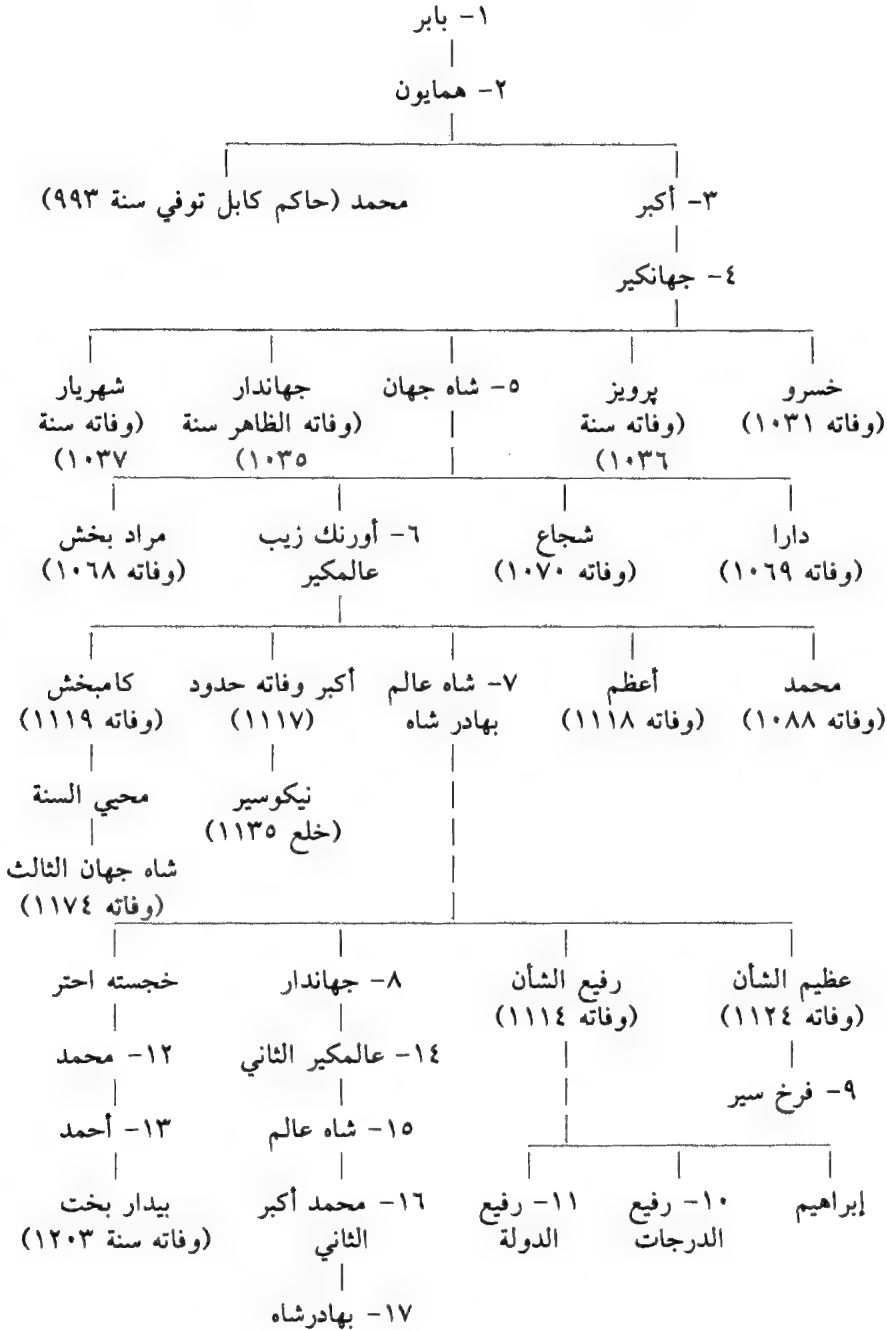 ١- بابر
٢- همايون
٣- أكبر
محمد (حاكم كابل توفي سنة ٩٩٣)
٤- جهانكير
خسرو
(وفاته ١٠٣١)
پرويز
(وفاته سنة
١٠٣٦)
٥- شاه جهان
جهاندار
(وفاته الظاهر سنة
١٠٣٥)
شهريار
(وفاته سنة
١٠٣٧)
دارا
(وفاته ١٠٦٩)
شجاع
(وفاته ١٠٧٠)
٦- أورنك زيب
عالمكير
مراد بخش
(وفاته ١٠٦٨)
محمد
(وفاته ١٠٨٨)
أعظم
(وفاته ١١١٨)
٧- شاه عالم
بهادر شاه
أكبر وفاته حدود
(١١١٧)
كامبخش
(وفاته ١١١٩)
نيكوسير
(خلع ١١٣٥)
محيي السنة
شاه جهان الثالث
(وفاته ١١٧٤)
عظيم الشأن
(وفاته ١١٢٤)
رفيع الشأن
(وفاته ١١١٤)
٨- جهاندار
خجسته احتر
٩- فرخ سير
١٤- عالمكير الثاني
١٢- محمد
١٥- شاه عالم
١٣- أحمد
إبراهيم
١٠- رفيع
الدرجات
١١- رفيع
الدولة
١٦- محمد أكبر
الثاني
بيدار بخت
(وفاته سنة ١٢٠٣)
١٧- بهادرشاه